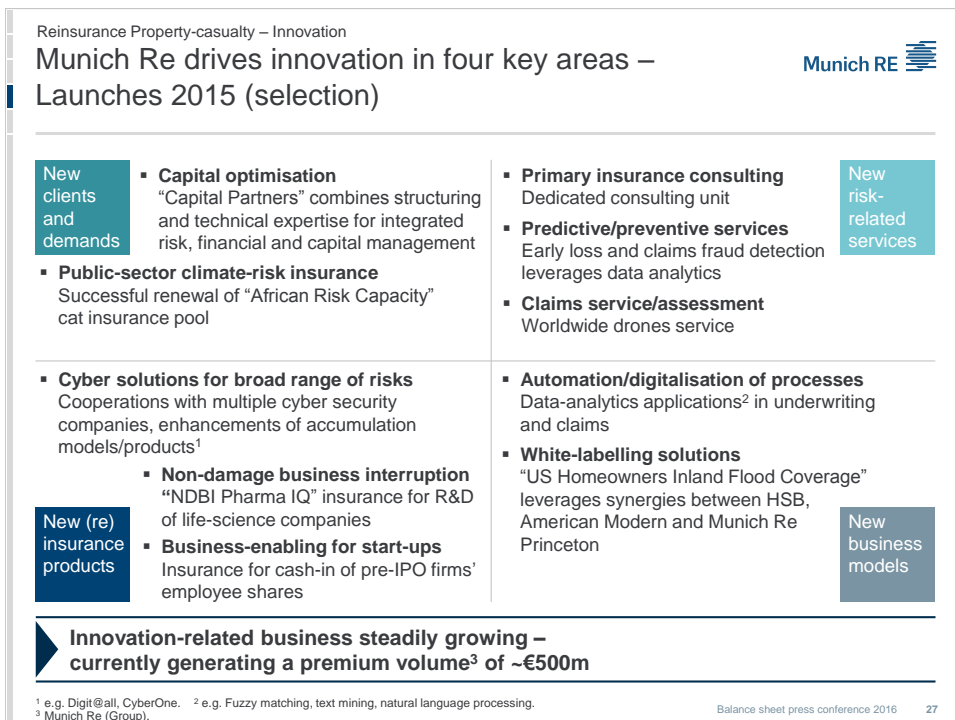 Reinsurance Property-casualty – Innovation
Munich Re drives innovation in four key areas –
Launches 2015 (selection)
Munich RE
New
clients
and
demands
▪ Capital optimisation
“Capital Partners” combines structuring
and technical expertise for integrated
risk, financial and capital management
▪ Public-sector climate-risk insurance
Successful renewal of “African Risk Capacity”
cat insurance pool
▪ Primary insurance consulting
Dedicated consulting unit
▪ Predictive/preventive services
Early loss and claims fraud detection
leverages data analytics
▪ Claims service/assessment
Worldwide drones service
New
risk-
related
services
▪ Cyber solutions for broad range of risks
Cooperations with multiple cyber security
companies, enhancements of accumulation
models/products¹
▪ Non-damage business interruption
“NDBI Pharma IQ” insurance for R&D
of life-science companies
▪ Business-enabling for start-ups
Insurance for cash-in of pre-IPO firms’
employee shares
New (re)
insurance
products
▪ Automation/digitalisation of processes
Data-analytics applications² in underwriting
and claims
▪ White-labelling solutions
“US Homeowners Inland Flood Coverage”
leverages synergies between HSB,
American Modern and Munich Re
Princeton
New
business
models
Innovation-related business steadily growing –
currently generating a premium volume³ of ~€500m
¹ e.g. Digit@all, CyberOne. ² e.g. Fuzzy matching, text mining, natural language processing.
³ Munich Re (Group).
Balance sheet press conference 2016 27